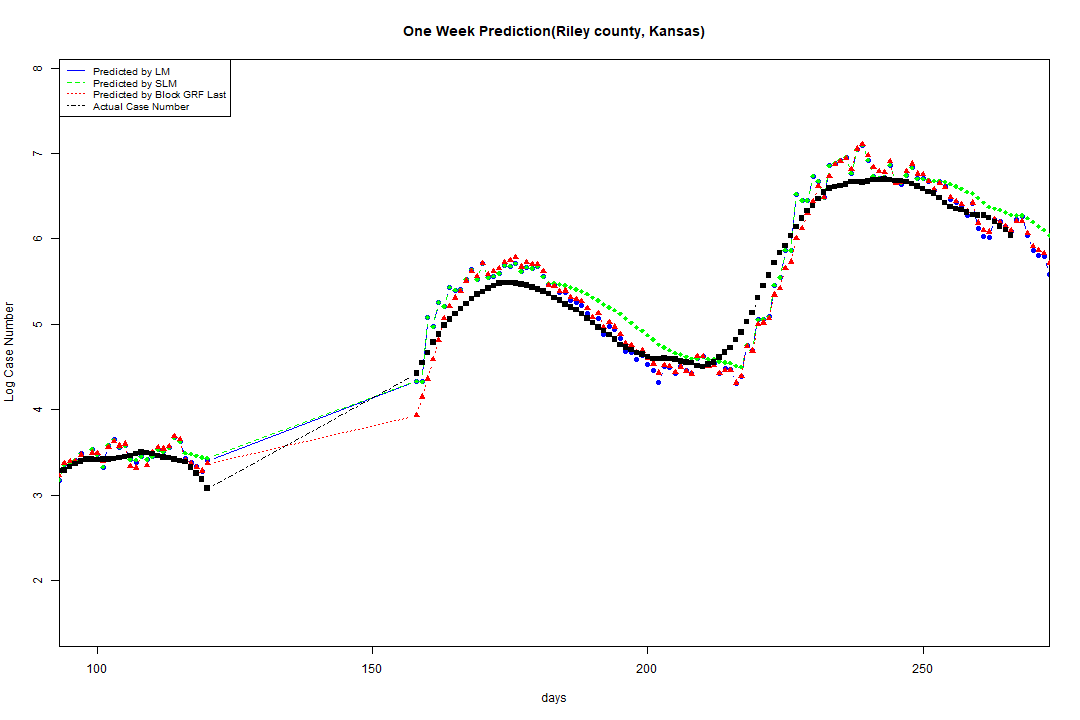 One Week Prediction(Riley county, Kansas)
Predicted by LM
Predicted by SLM
Predicted by Block GRF Last
Actual Case Number
8
7
6
5
4
3
2
Log Case Number
100 150 200 250
days